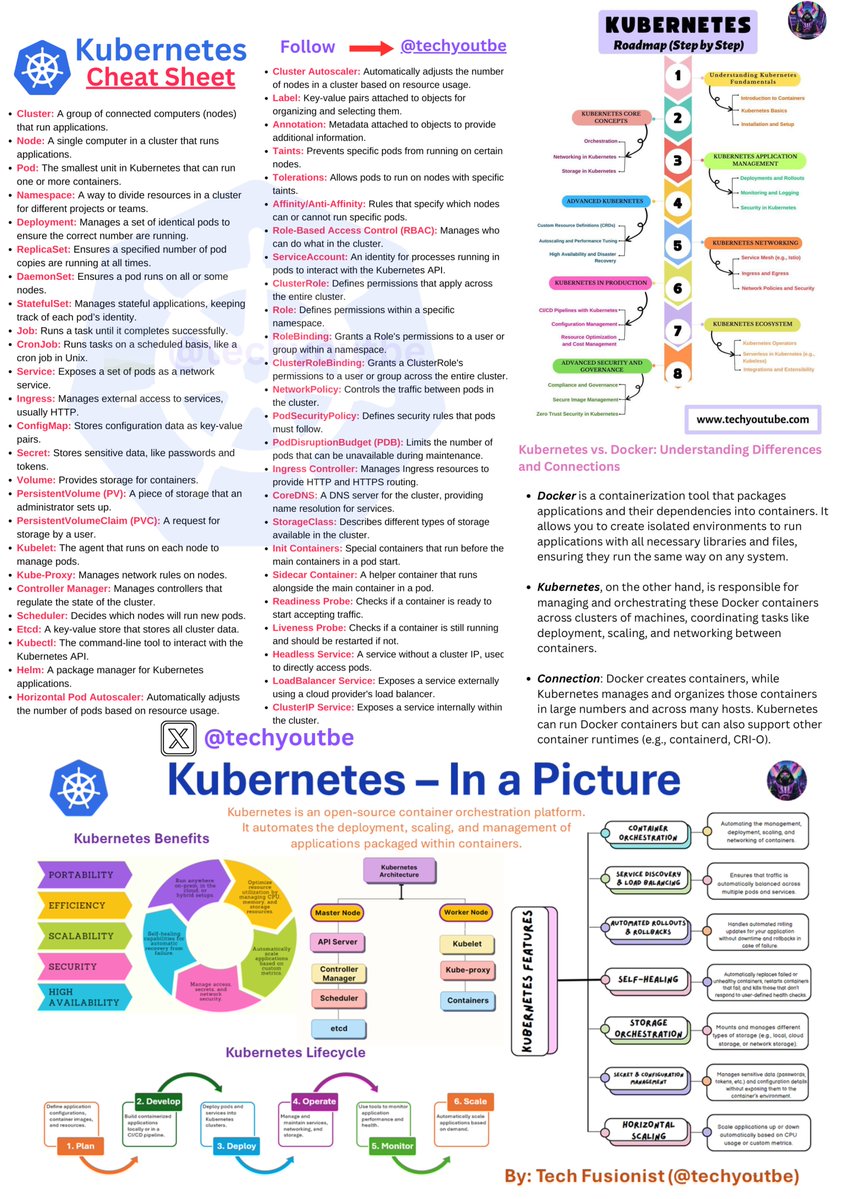 Kubernetes
Cheat Sheet
Cluster: A group of connected computers (nodes)
that run applications.
Node: A single computer in a cluster that runs
applications.
Pod: The smallest unit in Kubernetes that can run
one or more containers.
Namespace: A way to divide resources in a cluster
for different projects or teams.
Deployment: Manages a set of identical pods to
ensure the correct number are running.
ReplicaSet: Ensures a specified number of pod
copies are running at all times.
DaemonSet: Ensures a pod runs on all or some
nodes.
StatefulSet: Manages stateful applications, keeping
track of each pod's identity.
Job: Runs a task until it completes successfully.
CronJob: Runs tasks on a scheduled basis, like a
cron job in Unix.
Service: Exposes a set of pods as a network
service.
Ingress: Manages external access to services,
usually HTTP.
ConfigMap: Stores configuration data as key-value
pairs.
Secret: Stores sensitive data, like passwords and
tokens.
Volume: Provides storage for containers.
PersistentVolume (PV): A piece of storage that an
administrator sets up.
PersistentVolumeClaim (PVC): A request for
storage by a user.
Kubelet: The agent that runs on each node to
manage pods.
Kube-Proxy: Manages network rules on nodes.
Controller Manager: Manages controllers that
regulate the state of the cluster.
Scheduler: Decides which nodes will run new pods.
Etcd: A key-value store that stores all cluster data.
Kubectl: The command-line tool to interact with the
Kubernetes API.
Helm: A package manager for Kubernetes
applications.
Horizontal Pod Autoscaler: Automatically adjusts
the number of pods based on resource usage.
Follow
@techyoutbe
Cluster Autoscaler: Automatically adjusts the number
of nodes in a cluster based on resource usage.
Label: Key-value pairs attached to objects for
organizing and selecting them.
Annotation: Metadata attached to objects to provide
additional information.
Taints: Prevents specific pods from running on certain
nodes.
Tolerations: Allows pods to run on nodes with specific
taints.
Affinity/Anti-Affinity: Rules that specify which nodes
can or cannot run specific pods.
Role-Based Access Control (RBAC): Manages who
can do what in the cluster.
ServiceAccount: An identity for processes running in
pods to interact with the Kubernetes API.
ClusterRole: Defines permissions that apply across
the entire cluster.
Role: Defines permissions within a specific
namespace.
RoleBinding: Grants a Role's permissions to a user or
group within a namespace.
ClusterRoleBinding: Grants a ClusterRole's
permissions to a user or group across the entire cluster.
NetworkPolicy: Controls the traffic between pods in
the cluster.
PodSecurityPolicy: Defines security rules that pods
must follow.
PodDisruptionBudget (PDB): Limits the number of
pods that can be unavailable during maintenance.
Ingress Controller: Manages Ingress resources to
provide HTTP and HTTPS routing.
CoreDNS: A DNS server for the cluster, providing
name resolution for services.
StorageClass: Describes different types of storage
available in the cluster.
Init Containers: Special containers that run before the
main containers in a pod start.
Sidecar Container: A helper container that runs
alongside the main container in a pod.
Readiness Probe: Checks if a container is ready to
start accepting traffic.
Liveness Probe: Checks if a container is still running
and should be restarted if not.
Headless Service: A service without a cluster IP, used
to directly access pods.
LoadBalancer Service: Exposes a service externally
using a cloud provider's load balancer.
ClusterIP Service: Exposes a service internally within
the cluster.
@techyoutbe
KUBERNETES
Roadmap (Step by Step)
1
Understanding Kubernetes
Fundamentals
Introduction to Containers
Kubernetes Basics
Installation and Setup
2
KUBERNETES CORE
CONCEPTS
Orchestration
Networking in Kubernetes
Storage in Kubernetes
3
KUBERNETES APPLICATION
MANAGEMENT
Deployments and Rollouts
Monitoring and Logging
Security in Kubernetes
4
ADVANCED KUBERNETES
Custom Resource Definitions (CRDs)
Autoscaling and Performance Tuning
High Availability and Disaster
Recovery
5
KUBERNETES NETWORKING
Service Mesh (e.g., Istio)
Ingress and Egress
Network Policies and Security
6
KUBERNETES IN PRODUCTION
CI/CD Pipelines with Kubernetes
Configuration Management
Resource Optimization
and Cost Management
7
KUBERNETES ECOSYSTEM
Kubernetes Operators
Serverless in Kubernetes (e.g.,
Kubeless)
Integrations and Extensibility
8
ADVANCED SECURITY AND
GOVERNANCE
Compliance and Governance
Secure Image Management
Zero Trust Security in Kubernetes
www.techyoutube.com
Kubernetes vs. Docker: Understanding Differences
and Connections
Docker is a containerization tool that packages
applications and their dependencies into containers. It
allows you to create isolated environments to run
applications with all necessary libraries and files,
ensuring they run the same way on any system.
Kubernetes, on the other hand, is responsible for
managing and orchestrating these Docker containers
across clusters of machines, coordinating tasks like
deployment, scaling, and networking between
containers.
Connection: Docker creates containers, while
Kubernetes manages and organizes those containers
in large numbers and across many hosts. Kubernetes
can run Docker containers but can also support other
container runtimes (e.g., containerd, CRI-O).
@techyoutbe
Kubernetes – In a Picture
Kubernetes is an open-source container orchestration platform.
It automates the deployment, scaling, and management of
applications packaged within containers.
Kubernetes Benefits
PORTABILITY
EFFICIENCY
SCALABILITY
SECURITY
HIGH
AVAILABILITY
Run anywhere
on-prem, in the
cloud, or in
hybrid setups.
Optimize
resource
utilization by
managing CPU,
memory, and
storage
resources.
Automatically
scale
applications
based on
custom metrics.
Manage access,
secrets, and
network
security.
Self-healing
capabilities for
automatic
recovery from
failure.
Kubernetes
Architecture
Master Node
API Server
Controller
Manager
Scheduler
etcd
Worker Node
Kubelet
Kube-proxy
Containers
KUBERNETES FEATURES
CONTAINER
ORCHESTRATION
Automating the management,
deployment, scaling, and
networking of containers
SERVICE DISCOVERY
& LOAD BALANCING
Ensures that traffic is
automatically balanced across
multiple pods and services.
AUTOMATED ROLLOUTS
& ROLLBACKS
Handles automated rolling
updates for your application
without downtime and rollbacks in
case of failure.
SELF-HEALING
Automatically replaces failed or
unhealthy containers, restarts containers
that fail, and kills those that don't
respond to user-defined health checks.
STORAGE
ORCHESTRATION
Mounts and manages different
types of storage (e.g., local, cloud
storage, or network storage).
SECRET & CONFIGURATION
MANAGEMENT
Manages sensitive data (passwords,
tokens, etc.) and configuration details
without exposing them to the
container's environment.
HORIZONTAL
SCALING
Scale applications up or down
automatically based on CPU
usage or custom metrics.
Kubernetes Lifecycle
Define application
configurations,
container images,
and resources.
1. Plan
2. Develop
Build containerized
applications
locally or in a
CI/CD pipeline.
Deploy pods and
services into
Kubernetes
clusters.
3. Deploy
4. Operate
Manage and
maintain services,
networking, and
storage.
Use tools to monitor
application
performance and
health.
5. Monitor
6. Scale
Automatically scale
applications based
on demand.
By: Tech Fusionist (@techyoutbe)